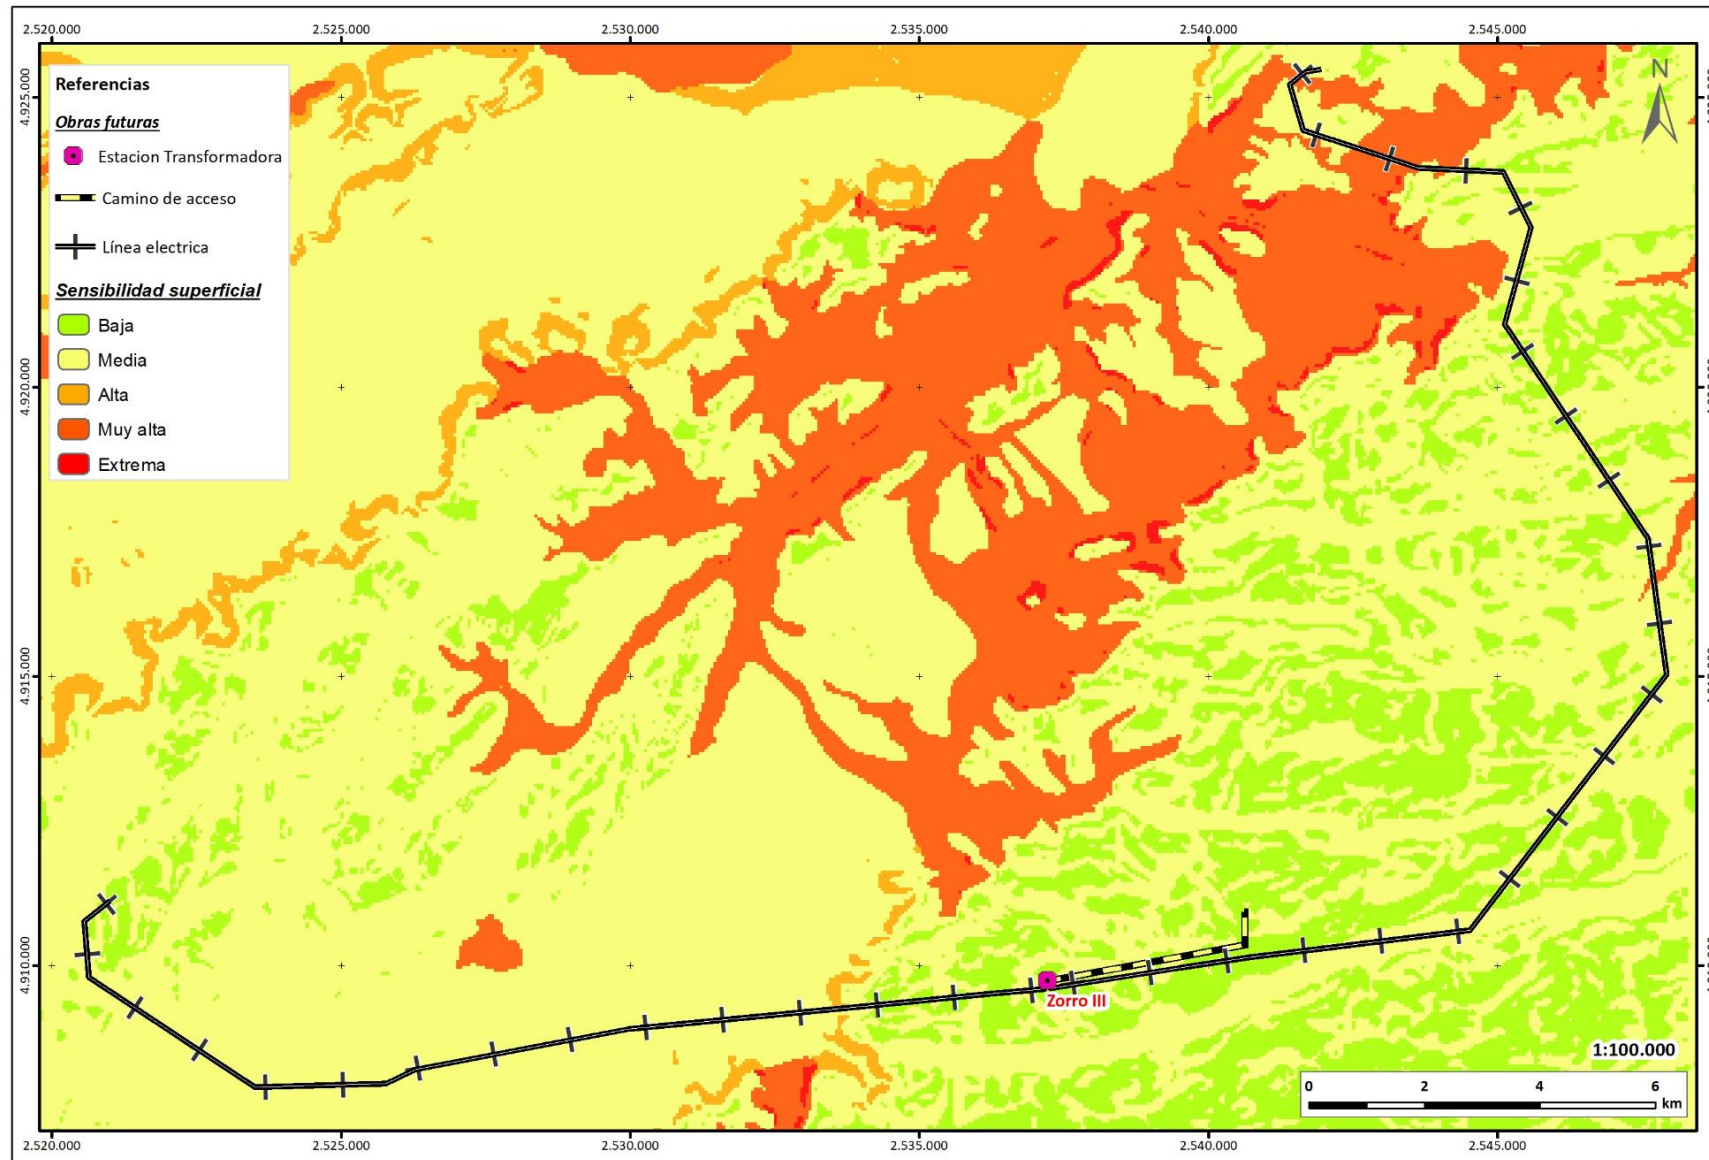 2.520.000 2.525.000 2.530.000 2.535.000 2.540.000 2.545.000
Referencias
Obras futuras
Estacion Transformadora
Camino de acceso
Línea electrica
Sensibilidad superficial
Baja
Media
Alta
Muy alta
Extrema
N
4.925.000
4.920.000
4.915.000
4.910.000
Zorro III
1:100.000
0 2 4 6
km
2.520.000 2.525.000 2.530.000 2.535.000 2.540.000 2.545.000